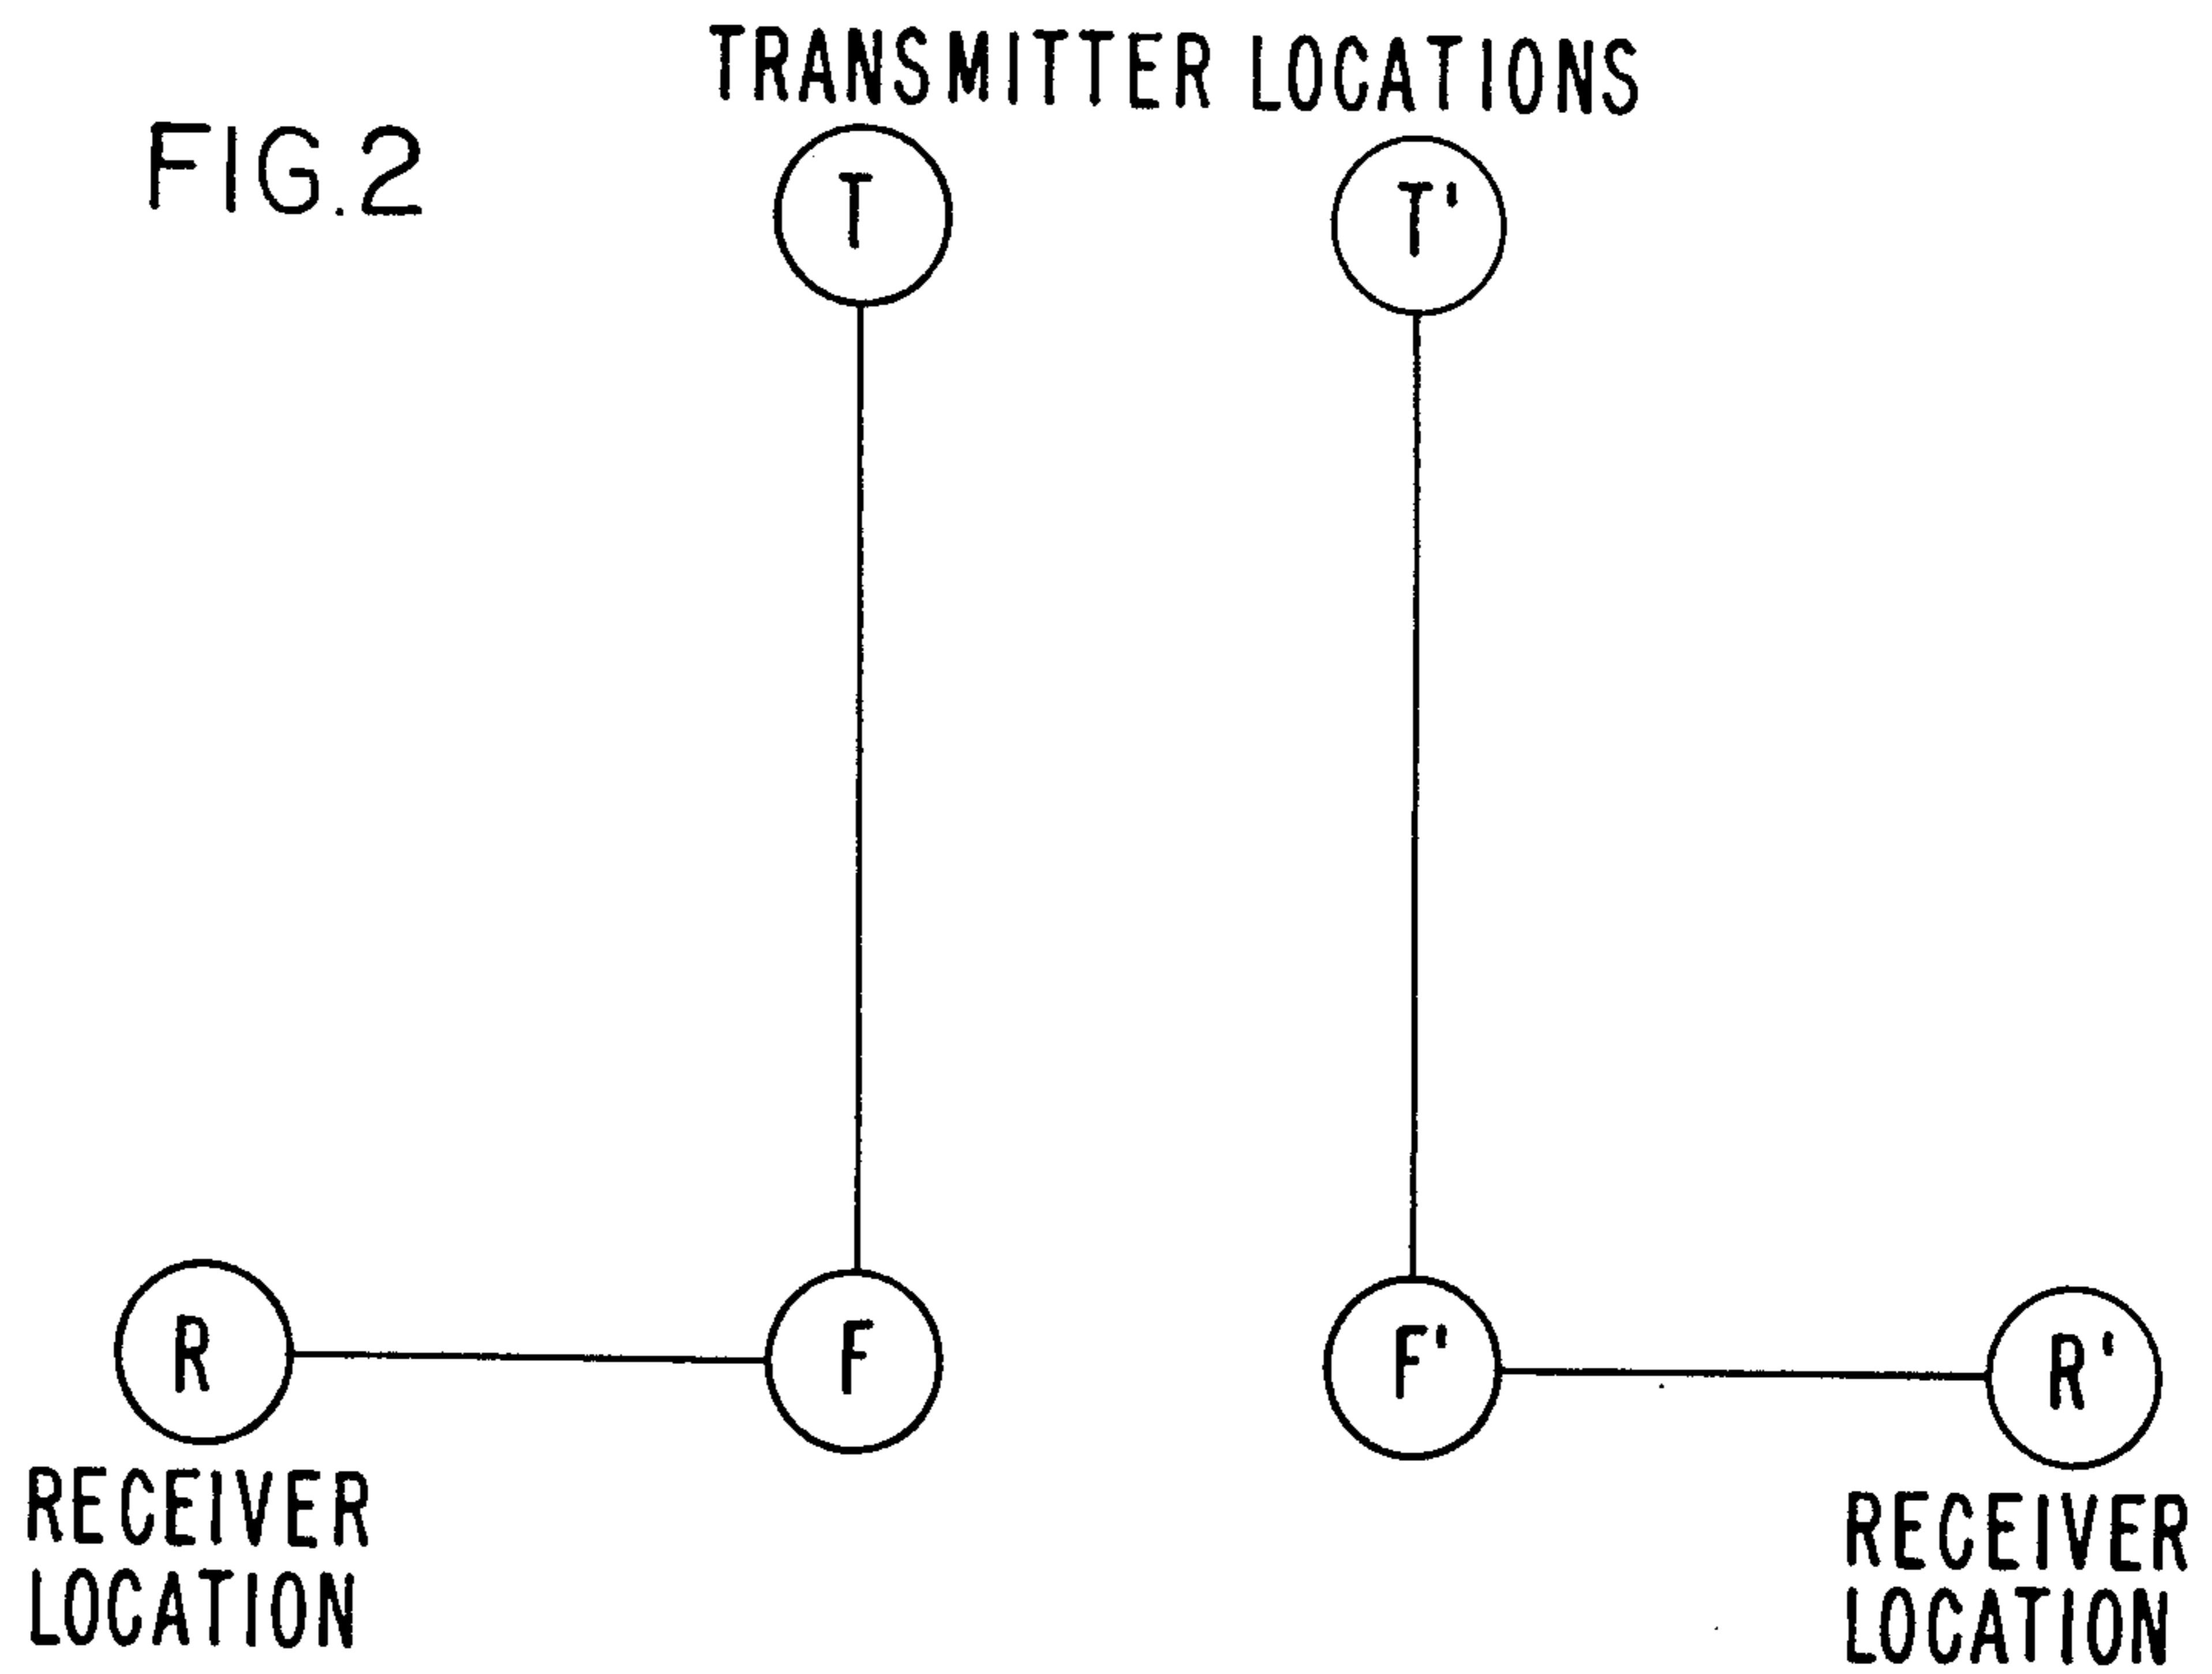 TRANSMITTER LOCATIONS
FIG.2
T
T'
R
F
F'
R'
RECEIVER
LOCATION
RECEIVER
LOCATION